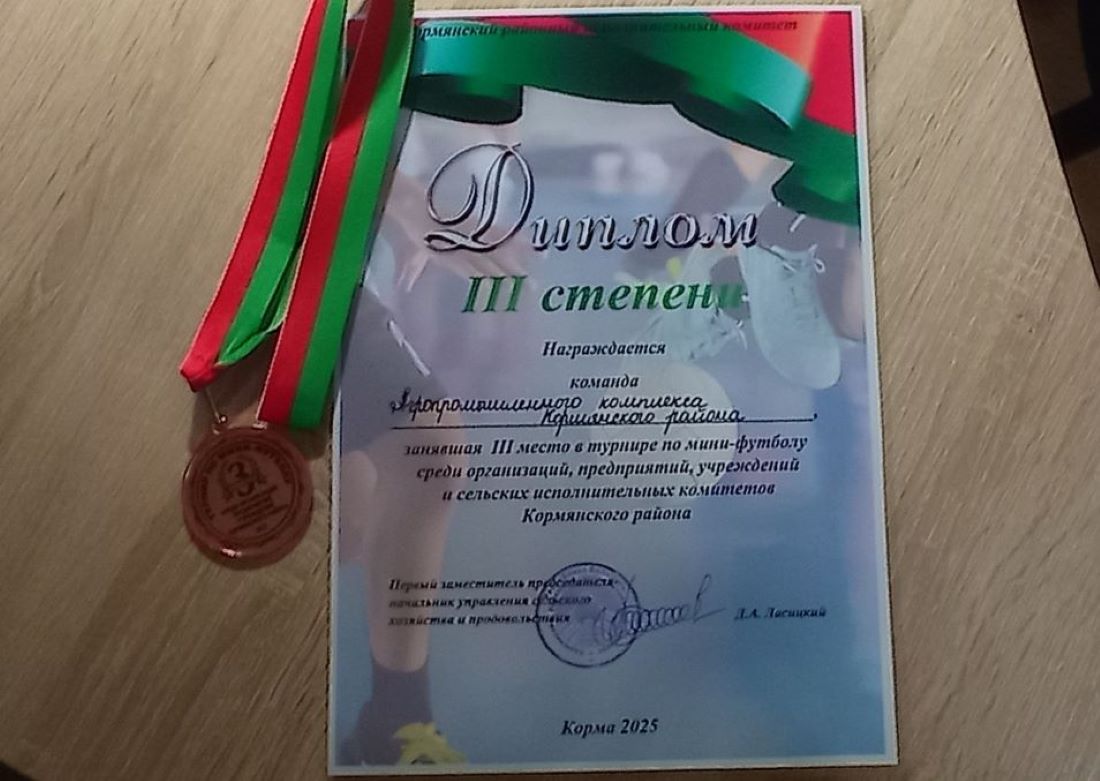 Кормянский районный исполнительный комитет
Диплом
III степени
Награждается
команда
Агропромышленного комплекса
Кормянского района,
занявшая III место в турнире по мини-футболу
среди организаций, предприятий, учреждений
и сельских исполнительных комитетов
Кормянского района
Первый заместитель председателя-
начальник управления сельского
хозяйства и продовольствия
Д.А. Ласицкий
Корма 2025
3